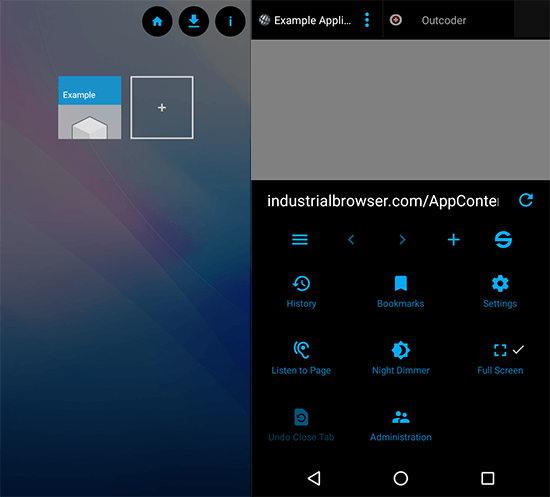 Example
Example Appli...
Outcoder
industrialbrowser.com/AppConte
History
Bookmarks
Settings
Listen to Page
Night Dimmer
Full Screen
Undo Close Tab
Administration